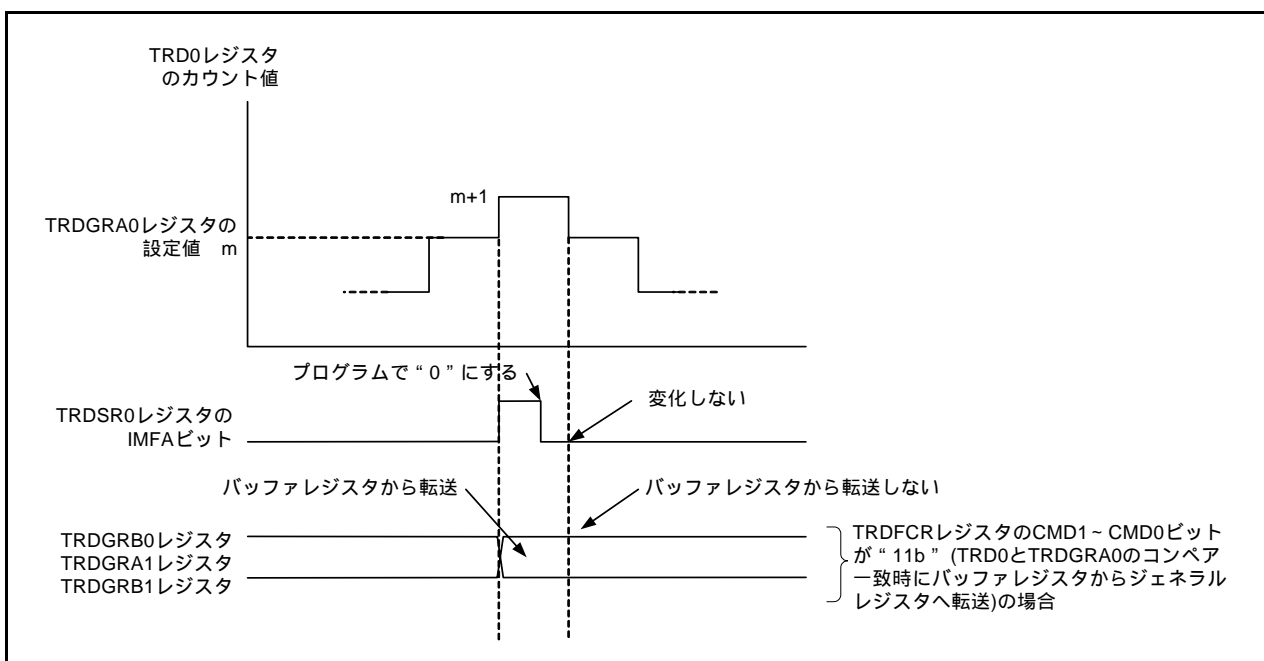 TRD0レジスタ
のカウント値
m+1
TRDGRA0レジスタの
設定値　m
プログラムで“0”にする
変化しない
TRDSR0レジスタの
IMFAビット
バッファレジスタから転送
バッファレジスタから転送しない
TRDGRB0レジスタ
TRDGRA1レジスタ
TRDGRB1レジスタ
TRDFCRレジスタのCMD1~CMD0ビット
が“11b”(TRD0とTRDGRA0のコンペア
一致時にバッファレジスタからジェネラル
レジスタへ転送)の場合